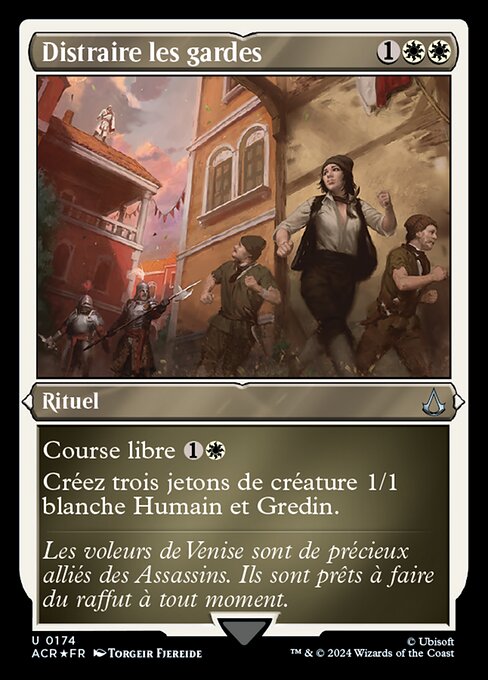 Distraire les gardes 1
Rituel
Course libre 1
Créez trois jetons de créature 1/1
blanche Humain et Gredin.
Les voleurs de Venise sont de précieux
alliés des Assassins. Ils sont prêts à faire
du raffut à tout moment.
U 0174
ACR★FR Torgeir Fjereide
© Ubisoft
™ & © 2024 Wizards of the Coast